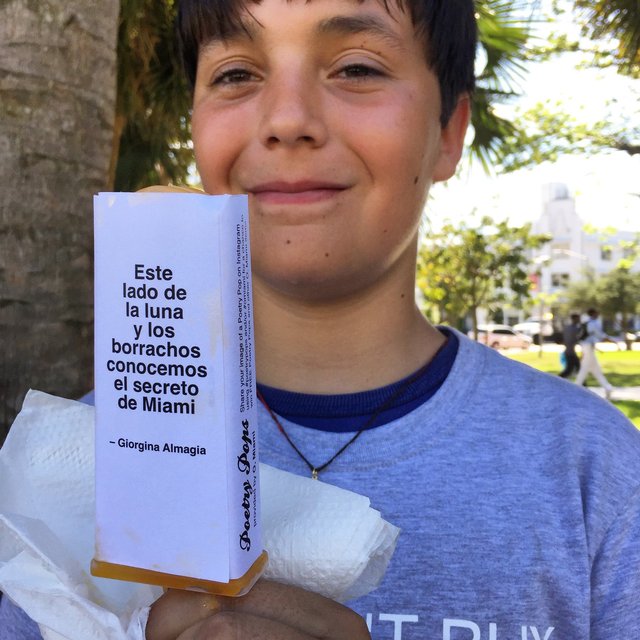 Este
lado de
la luna
y los
borrachos
conocemos
el secreto
de Miami
– Giorgina Almagia
Poetry Pops
Share your image of a Poetry Pop on Instagram